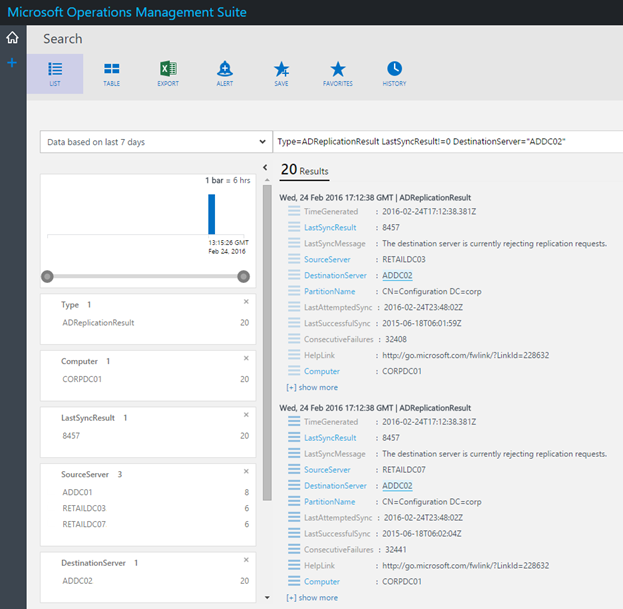 Microsoft Operations Management Suite
Search
LIST TABLE EXPORT ALERT SAVE FAVORITES HISTORY
Data based on last 7 days
Type=ADReplicationResult LastSyncResult!=0 DestinationServer="ADDC02"
1 bar = 6 hrs
13:15:26 GMT
Feb 24, 2016
Type 1
ADReplicationResult 20
Computer 1
CORPDC01 20
LastSyncResult 1
8457 20
SourceServer 3
ADDC01 8
RETAILDC03 6
RETAILDC07 6
DestinationServer 1
ADDC02 20
20 Results
Wed, 24 Feb 2016 17:12:38 GMT | ADReplicationResult
TimeGenerated : 2016-02-24T17:12:38.381Z
LastSyncResult : 8457
LastSyncMessage : The destination server is currently rejecting replication requests.
SourceServer : RETAILDC03
DestinationServer : ADDC02
PartitionName : CN=Configuration DC=corp
LastAttemptedSync : 2016-02-24T23:48:02Z
LastSuccessfulSync : 2015-06-18T06:01:59Z
ConsecutiveFailures : 32408
HelpLink : http://go.microsoft.com/fwlink/?LinkId=228632
Computer : CORPDC01
[+] show more
Wed, 24 Feb 2016 17:12:38 GMT | ADReplicationResult
TimeGenerated : 2016-02-24T17:12:38.381Z
LastSyncResult : 8457
LastSyncMessage : The destination server is currently rejecting replication requests.
SourceServer : RETAILDC07
DestinationServer : ADDC02
PartitionName : CN=Configuration DC=corp
LastAttemptedSync : 2016-02-24T23:48:02Z
LastSuccessfulSync : 2015-06-18T06:02:04Z
ConsecutiveFailures : 32441
HelpLink : http://go.microsoft.com/fwlink/?LinkId=228632
Computer : CORPDC01
[+] show more